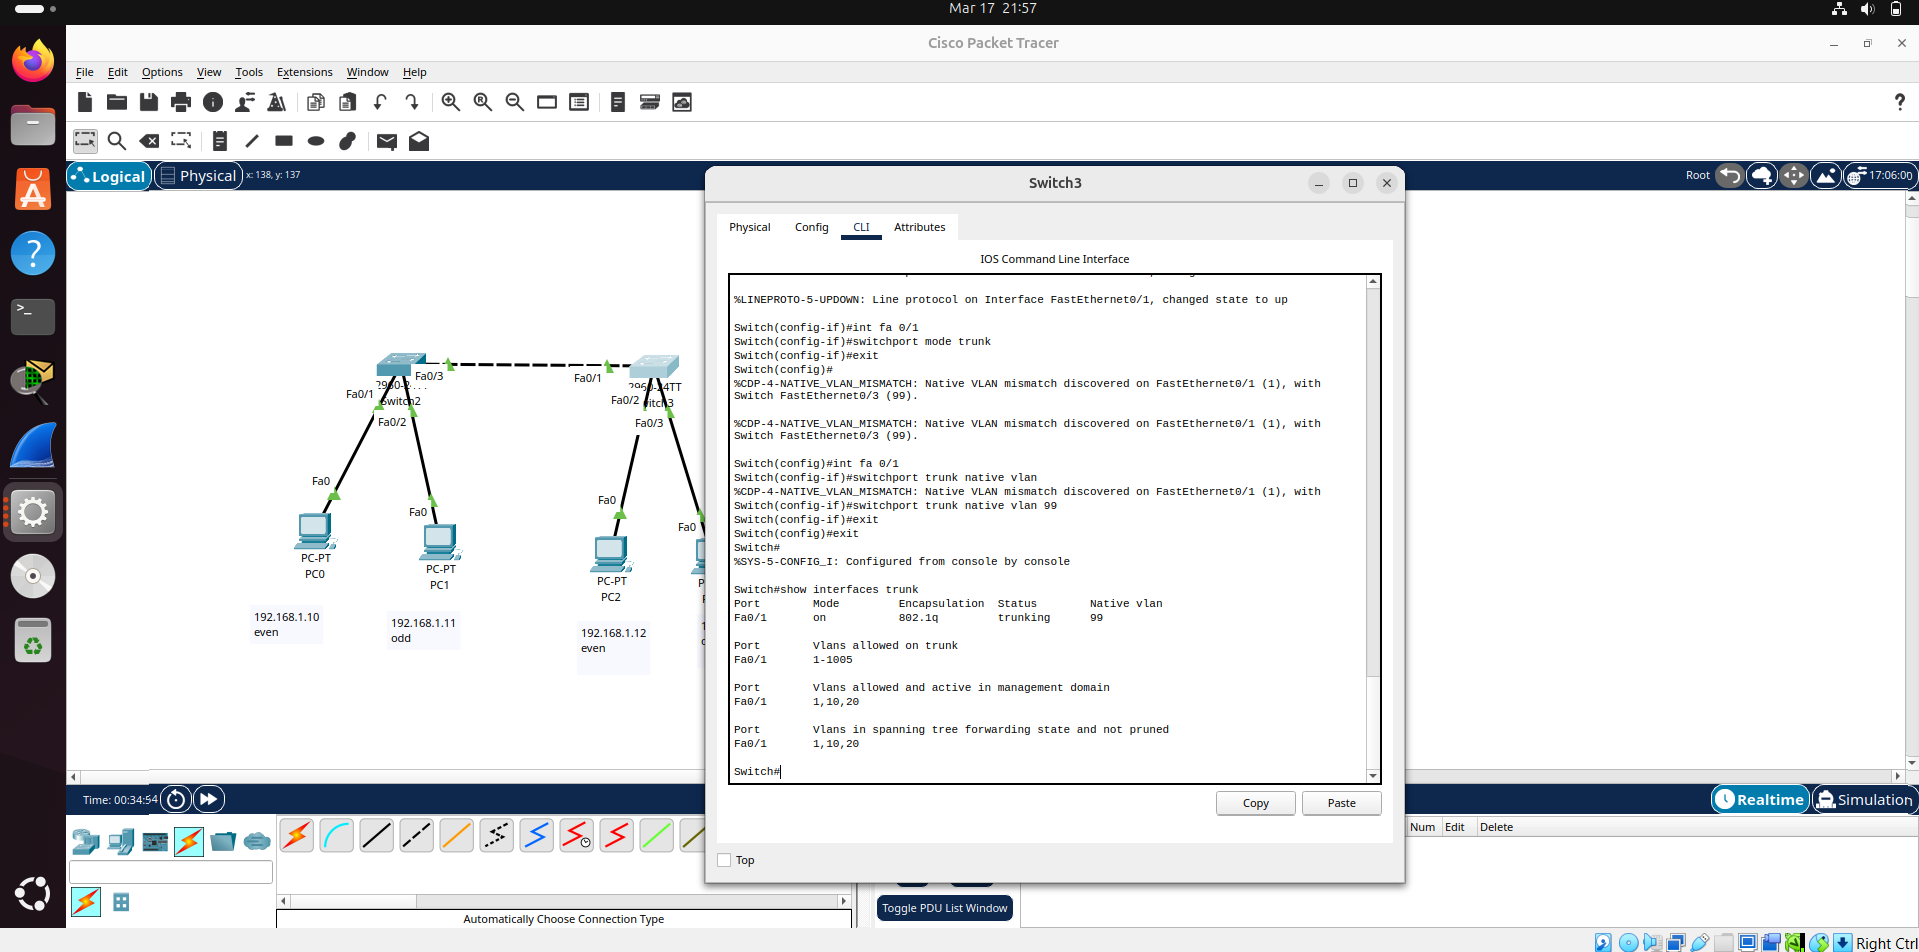 Mar 17 21:57
Cisco Packet Tracer
File Edit Options View Tools Extensions Window Help
?
Logical Physical x: 138, y: 137
Root 17:06:00
Switch3
Physical Config CLI Attributes
IOS Command Line Interface
%LINEPROTO-5-UPDOWN: Line protocol on Interface FastEthernet0/1, changed state to up
Switch(config-if)#int fa 0/1
Switch(config-if)#switchport mode trunk
Switch(config-if)#exit
Switch(config)#
%CDP-4-NATIVE_VLAN_MISMATCH: Native VLAN mismatch discovered on FastEthernet0/1 (1), with
Switch FastEthernet0/3 (99).
%CDP-4-NATIVE_VLAN_MISMATCH: Native VLAN mismatch discovered on FastEthernet0/1 (1), with
Switch FastEthernet0/3 (99).
Switch(config)#int fa 0/1
Switch(config-if)#switchport trunk native vlan
%CDP-4-NATIVE_VLAN_MISMATCH: Native VLAN mismatch discovered on FastEthernet0/1 (1), with
Switch(config-if)#switchport trunk native vlan 99
Switch(config-if)#exit
Switch(config)#exit
Switch#
%SYS-5-CONFIG_I: Configured from console by console
Switch#show interfaces trunk
Port Mode Encapsulation Status Native vlan
Fa0/1 on 802.1q trunking 99
Port Vlans allowed on trunk
Fa0/1 1-1005
Port Vlans allowed and active in management domain
Fa0/1 1,10,20
Port Vlans in spanning tree forwarding state and not pruned
Fa0/1 1,10,20
Switch#
Copy Paste
Top
Fa0/3
Fa0/1
Switch2
Fa0/2
Fa0/1
2960-24TT
Fa0/2
Fa0/3
Fa0
Fa0
Fa0
Fa0
PC-PT
PC0
PC-PT
PC1
PC-PT
PC2
192.168.1.10
even
192.168.1.11
odd
192.168.1.12
even
Time: 00:34:54
Realtime Simulation
Num Edit Delete
Automatically Choose Connection Type
Toggle PDU List Window
Right Ctrl